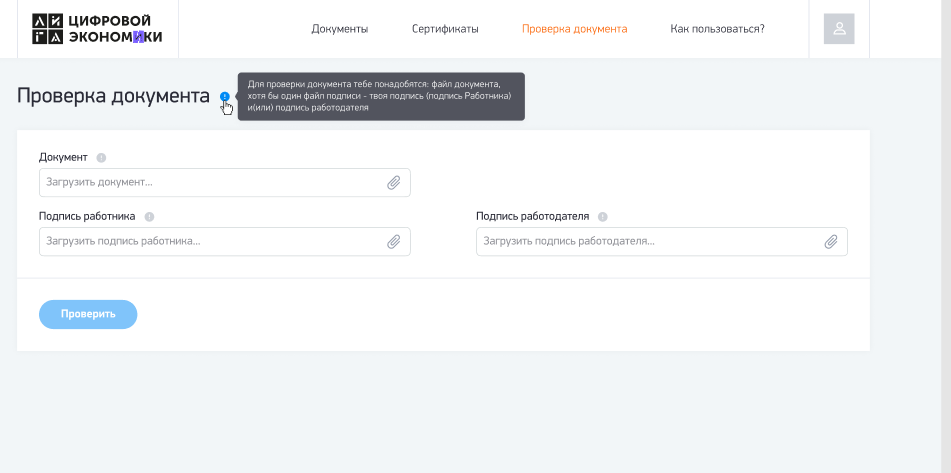 ЛИ ЦИФРОВОЙ
ГА ЭКОНОМИКИ
Документы
Сертификаты
Проверка документа
Как пользоваться?
Проверка документа
Для проверки документа тебе понадобятся: файл документа,
хотя бы один файл подписи - твоя подпись (подпись Работника)
и(или) подпись работодателя
Документ
Загрузить документ...
Подпись работника
Загрузить подпись работника...
Подпись работодателя
Загрузить подпись работодателя...
Проверить